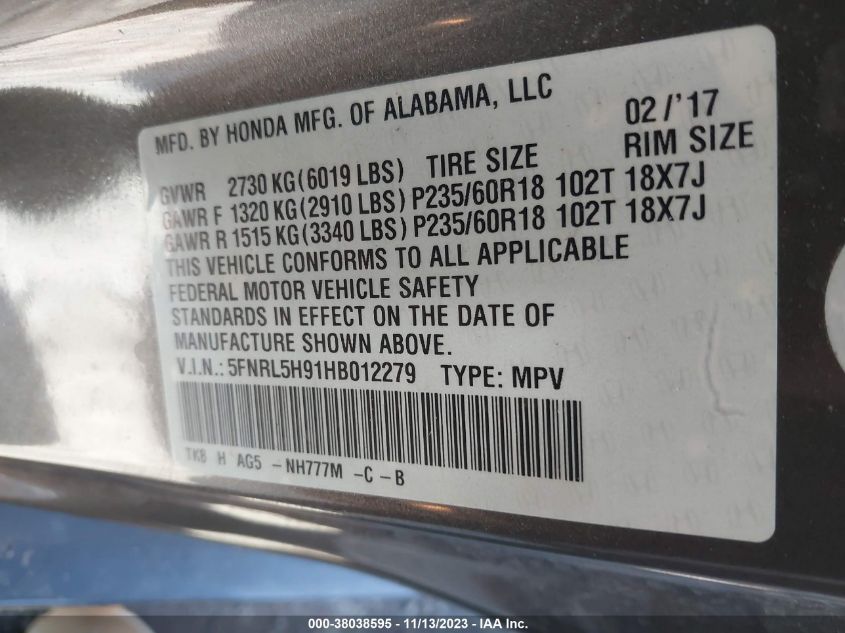 MFD. BY HONDA MFG. OF ALABAMA, LLC 02/'17
GVWR 2730 KG(6019 LBS) TIRE SIZE RIM SIZE
GAWR F 1320 KG(2910 LBS) P235/60R18 102T 18X7J
GAWR R 1515 KG(3340 LBS) P235/60R18 102T 18X7J
THIS VEHICLE CONFORMS TO ALL APPLICABLE
FEDERAL MOTOR VEHICLE SAFETY
STANDARDS IN EFFECT ON THE DATE OF
MANUFACTURE SHOWN ABOVE.
V.I.N.: 5FNRL5H91HB012279 TYPE: MPV
TK8 H AG5 -NH777M -C-B
000-38038595 - 11/13/2023 - IAA Inc.